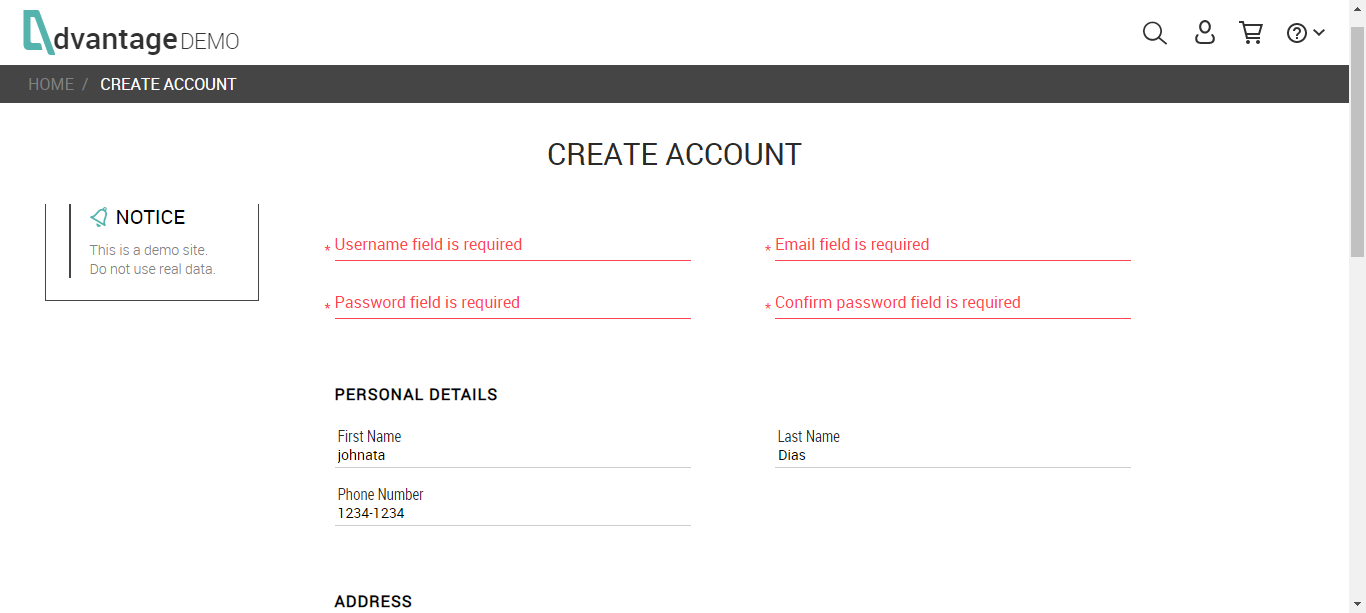 dvantage DEMO
HOME / CREATE ACCOUNT
CREATE ACCOUNT
NOTICE
This is a demo site.
Do not use real data.
* Username field is required
* Email field is required
* Password field is required
* Confirm password field is required
PERSONAL DETAILS
First Name
johnata
Last Name
Dias
Phone Number
1234-1234
ADDRESS